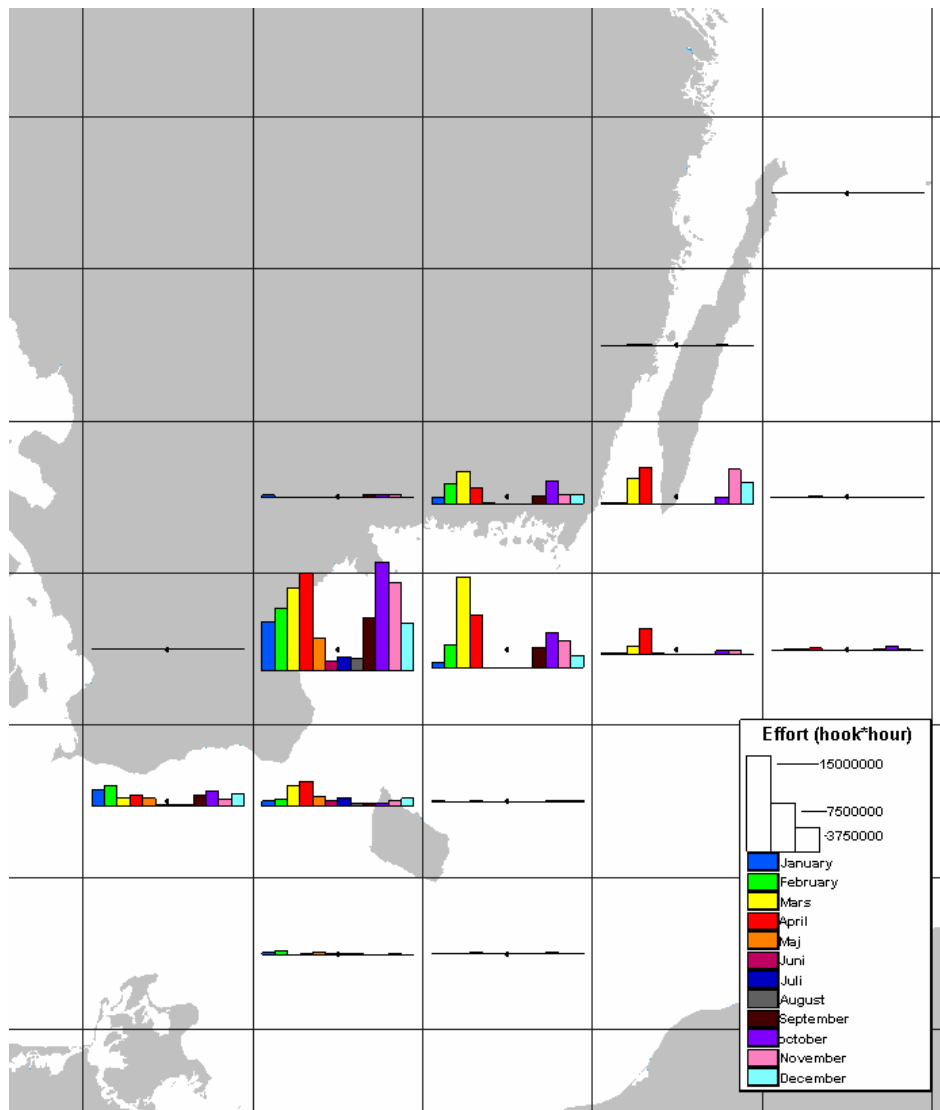 Effort (hook*hour)
15000000
7500000
3750000
January
February
Mars
April
Maj
Juni
Juli
August
September
october
November
December